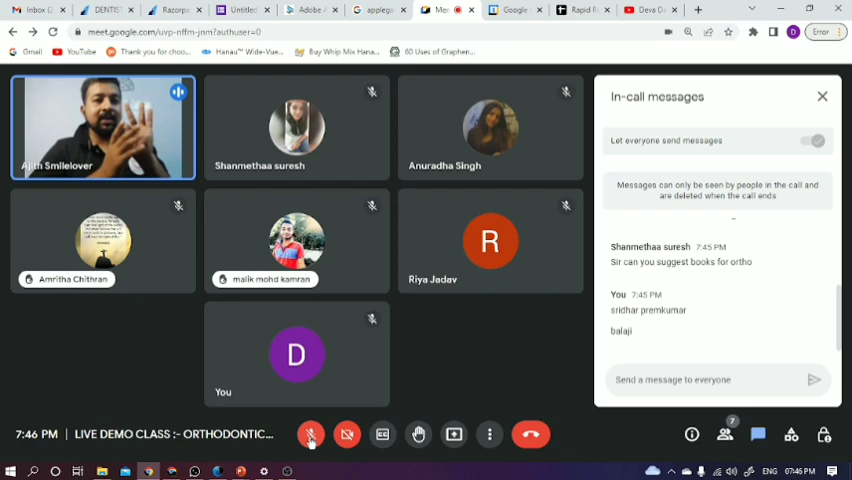 Inbox (2
DENTIST
Razorpa
Untitled
Adobe A
applega
Mee
Google
Rapid R
Deva De
meet.google.com/uvp-nffm-jnm?authuser=0
D
Error
Gmail
YouTube
Thank you for choo...
Hanau™ Wide-Vue...
Buy Whip Mix Hana...
60 Uses of Graphen...
Ajith Smilelover
Shanmethaa suresh
Anuradha Singh
Amritha Chithran
malik mohd kamran
R
Riya Jadav
D
You
In-call messages
Let everyone send messages
Messages can only be seen by people in the call and
are deleted when the call ends
Shanmethaa suresh 7:45 PM
Sir can you suggest books for ortho
You 7:45 PM
sridhar premkumar
balaji
Send a message to everyone
7:46 PM | LIVE DEMO CLASS :- ORTHODONTIC...
7
ENG 07:46 PM